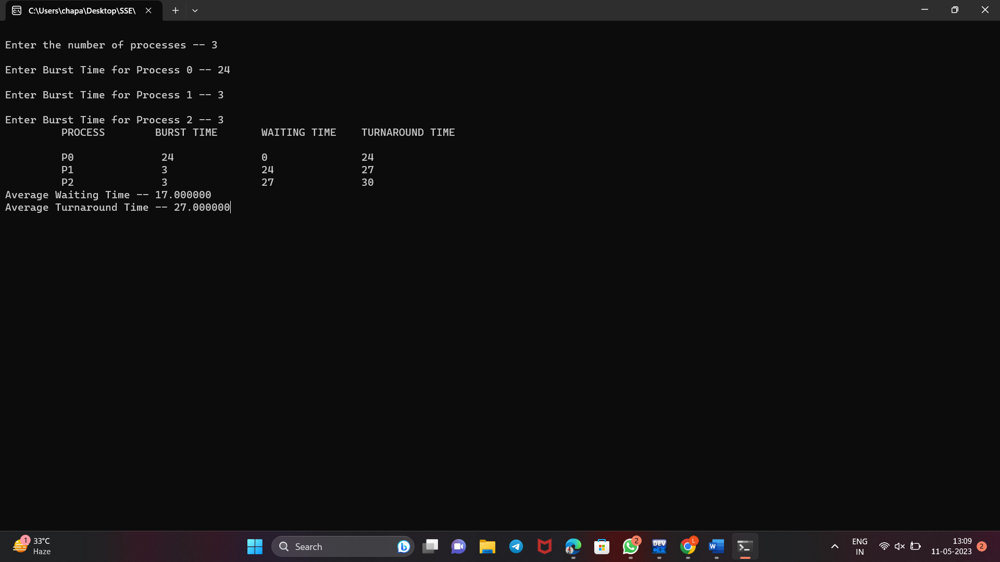 C:\Users\chapa\Desktop\SSE\
Enter the number of processes -- 3
Enter Burst Time for Process 0 -- 24
Enter Burst Time for Process 1 -- 3
Enter Burst Time for Process 2 -- 3
PROCESS BURST TIME WAITING TIME TURNAROUND TIME
P0 24 0 24
P1 3 24 27
P2 3 27 30
Average Waiting Time -- 17.000000
Average Turnaround Time -- 27.000000
1 33°C
Haze
Search
2
DEV
C++
L
W
ENG
IN
13:09
11-05-2023
2